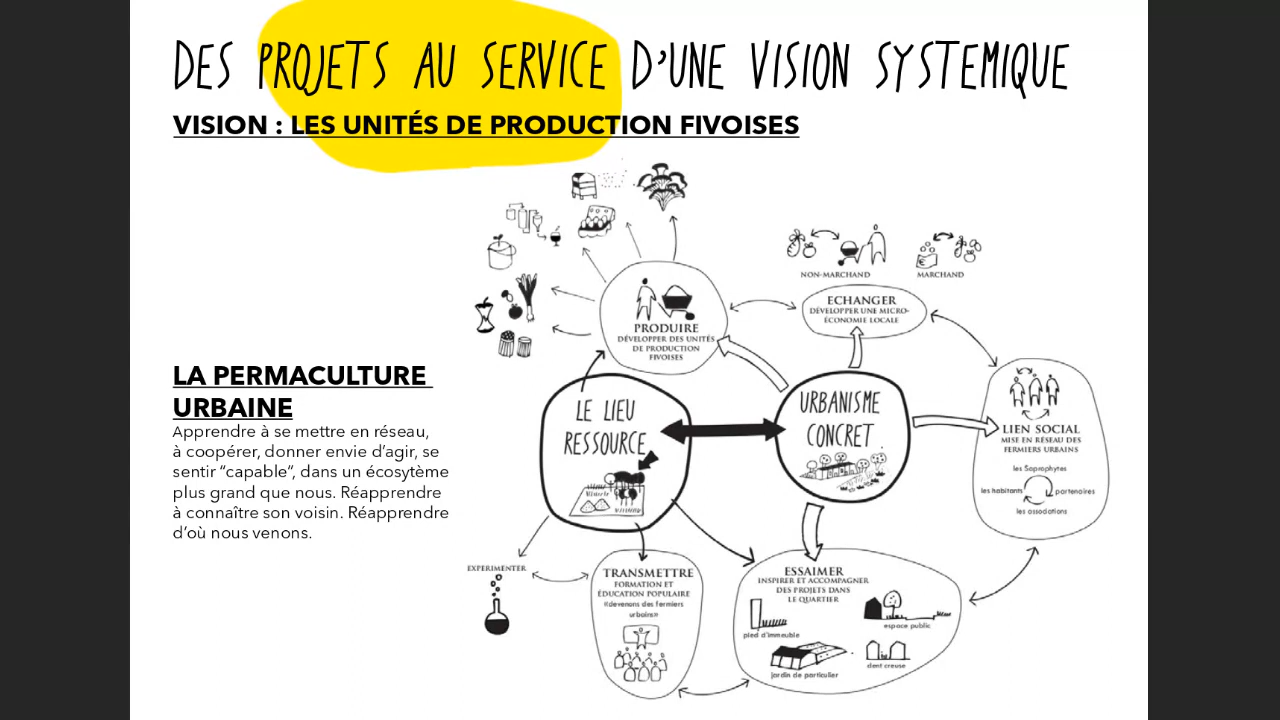 DES PROJETS AU SERVICE D'UNE VISION SYSTEMIQUE
VISION : LES UNITÉS DE PRODUCTION FIVOISES
LA PERMACULTURE
URBAINE
Apprendre à se mettre en réseau,
à coopérer, donner envie d'agir, se
sentir "capable", dans un écosytème
plus grand que nous. Réapprendre
à connaître son voisin. Réapprendre
d'où nous venons.
PRODUIRE
DÉVELOPPER DES UNITÉS
DE PRODUCTION
FIVOISES
NON-MARCHAND
MARCHAND
ECHANGER
DÉVELOPPER UNE MICRO-
ÉCONOMIE LOCALE
LE LIEU
RESSOURCE
URBANISME
CONCRET
LIEN SOCIAL
MISE EN RÉSEAU DES
FERMIERS URBAINS
les Saprophytes
les habitants
partenaires
les associations
EXPÉRIMENTER
TRANSMETTRE
FORMATION ET
ÉDUCATION POPULAIRE
«devenons des fermiers
urbains»
ESSAIMER
INSPIRER ET ACCOMPAGNER
DES PROJETS DANS
LE QUARTIER
pied d'immeuble
espace public
jardin de particulier
dent creuse